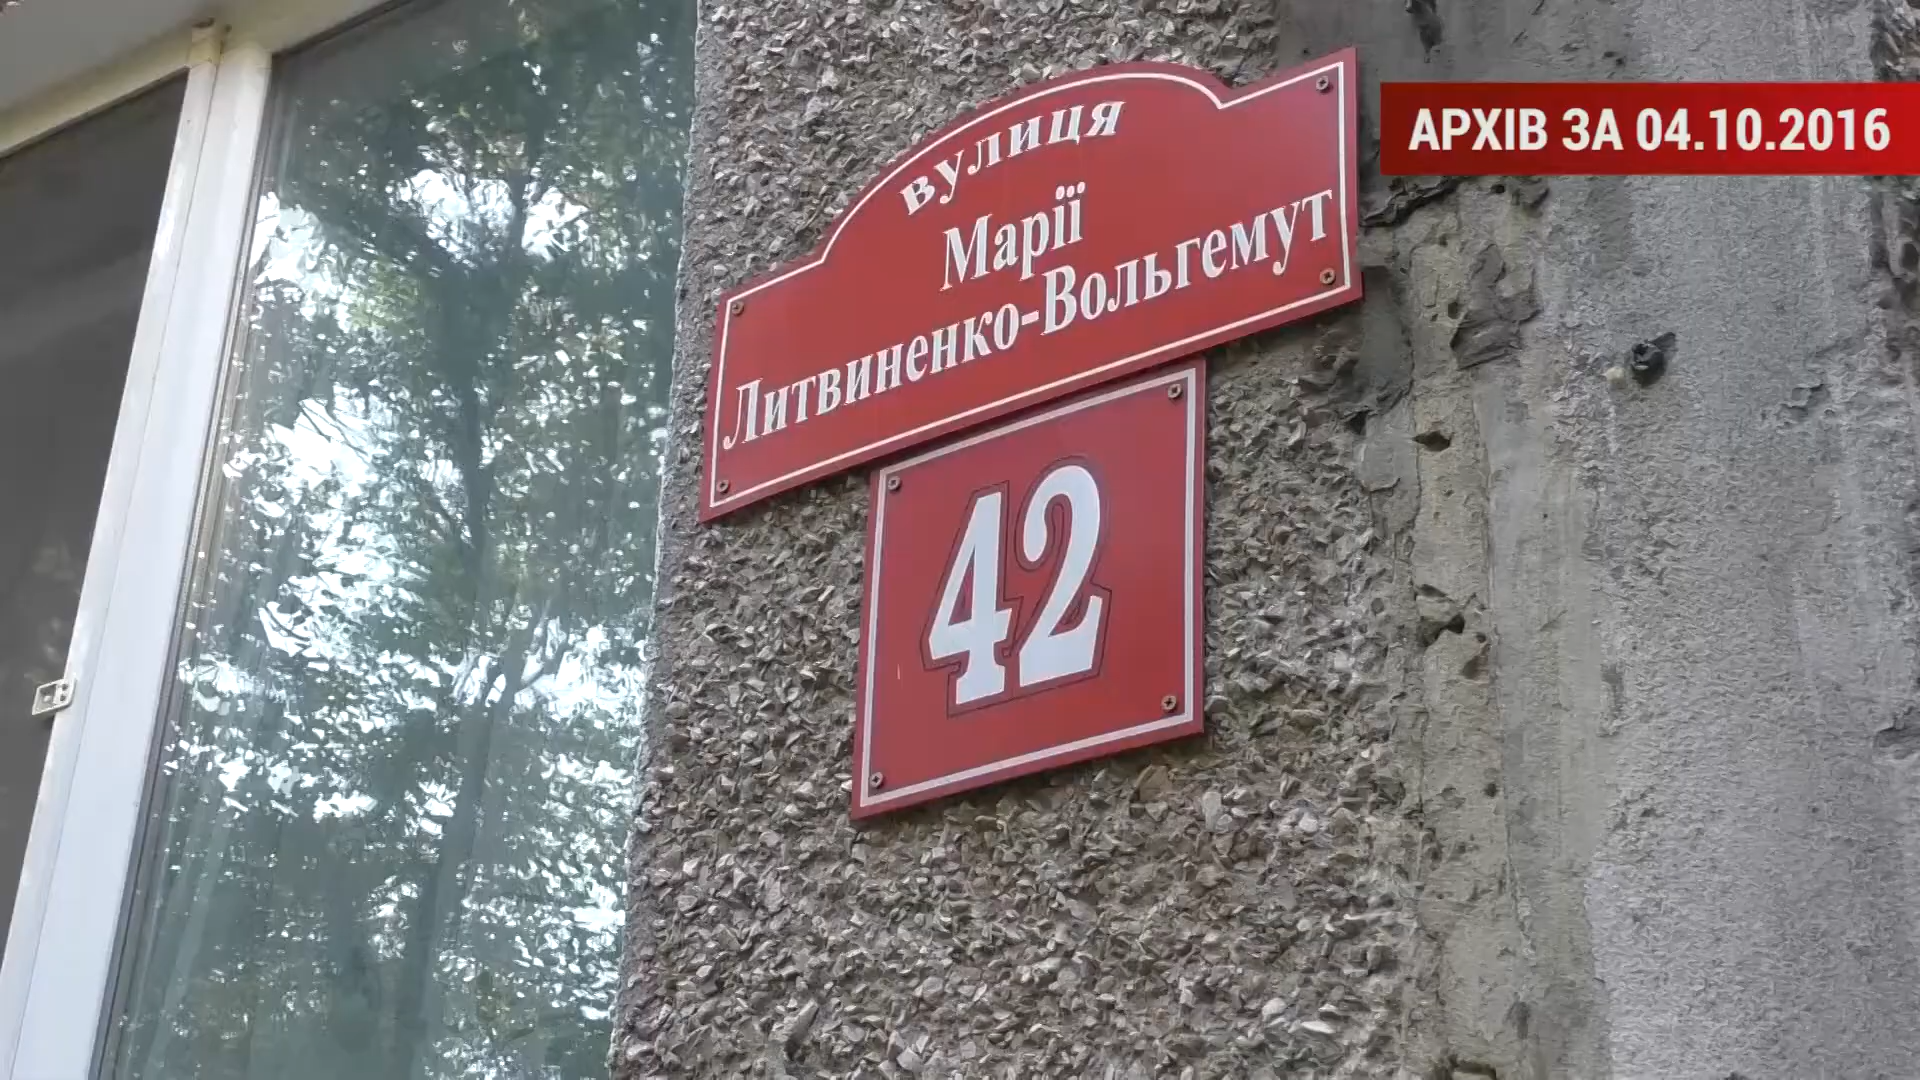 АРХІВ ЗА 04.10.2016
вулиця
Марії
Литвиненко-Вольгемут
42